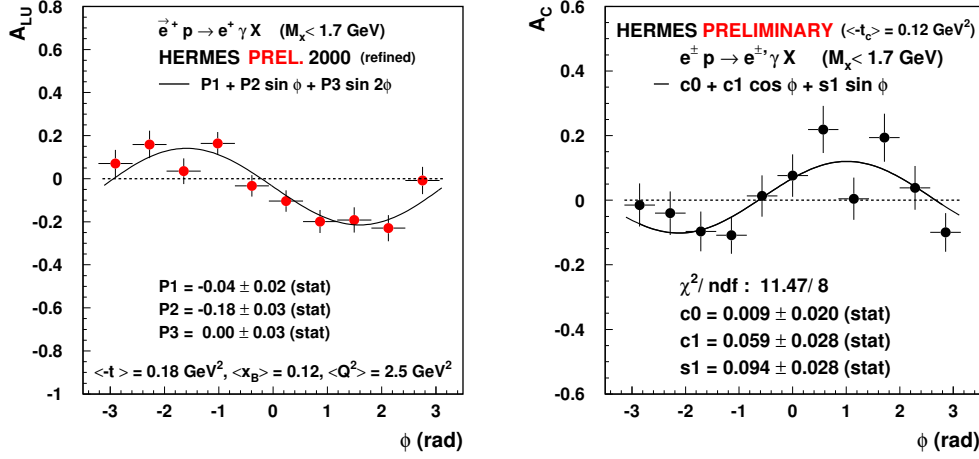 A_LU
0.8
0.6
0.4
0.2
0
-0.2
-0.4
-0.6
-0.8
-1
e⃗⁺ p → e⁺ γ X (Mₓ< 1.7 GeV)
HERMES PREL. 2000 (refined)
P1 + P2 sin ϕ + P3 sin 2ϕ
P1 = -0.04 ± 0.02 (stat)
P2 = -0.18 ± 0.03 (stat)
P3 = 0.00 ± 0.03 (stat)
<-t > = 0.18 GeV², <x_B> = 0.12, <Q²> = 2.5 GeV²
-3 -2 -1 0 1 2 3
ϕ (rad)
A_C
0.6
0.4
0.2
0
-0.2
-0.4
-0.6
HERMES PRELIMINARY (<-t_c> = 0.12 GeV²)
e± p → e±' γ X (Mₓ< 1.7 GeV)
c0 + c1 cos ϕ + s1 sin ϕ
χ²/ ndf : 11.47/ 8
c0 = 0.009 ± 0.020 (stat)
c1 = 0.059 ± 0.028 (stat)
s1 = 0.094 ± 0.028 (stat)
-3 -2 -1 0 1 2 3
ϕ (rad)